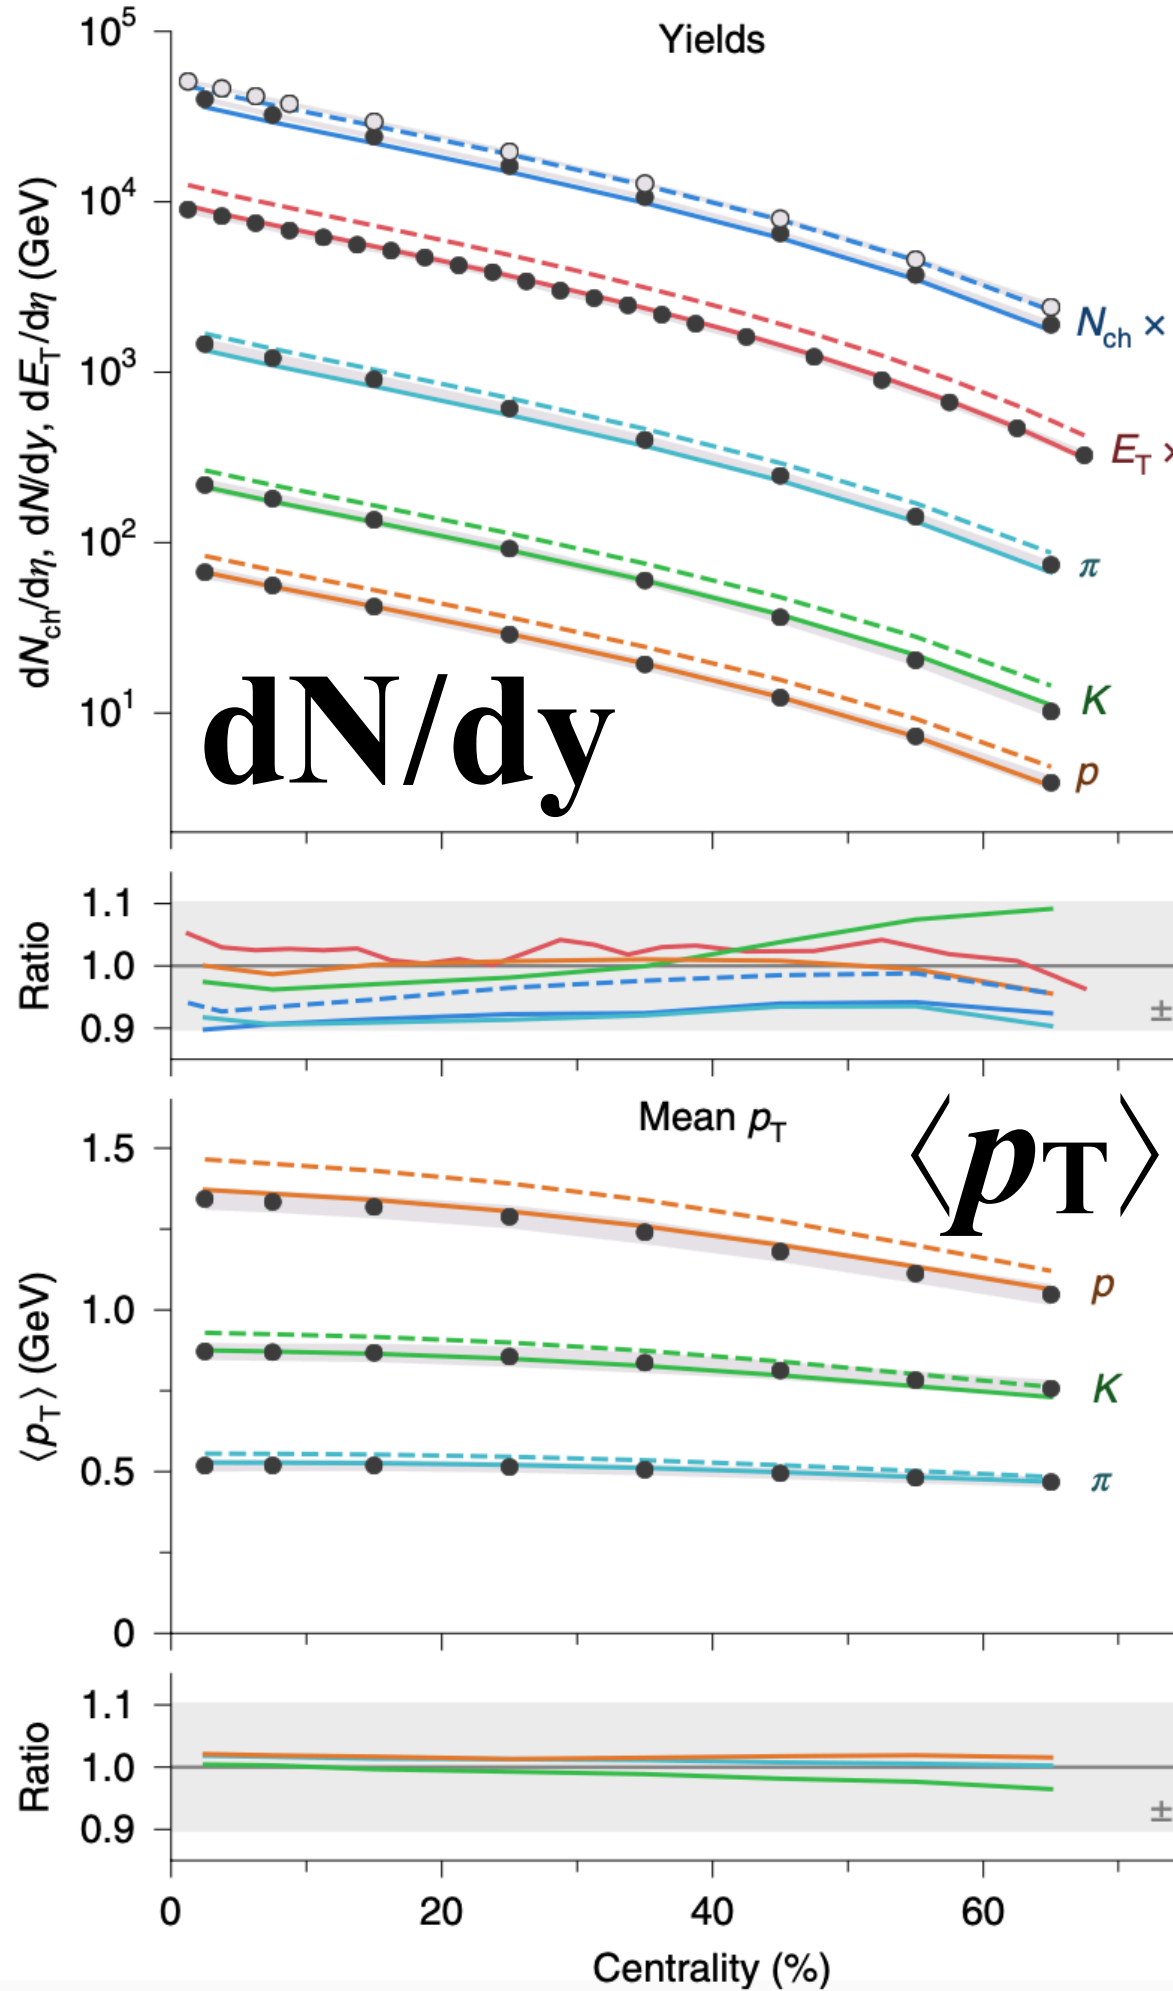 Yields
dN_ch/dη, dN/dy, dE_T/dη (GeV)
10^5
10^4
10^3
10^2
10^1
N_ch ×
E_T ×
π
K
p
dN/dy
Ratio
1.1
1.0
0.9
±
Mean p_T
⟨p_T⟩
⟨p_T⟩ (GeV)
1.5
1.0
0.5
0
p
K
π
Ratio
1.1
1.0
0.9
±
0 20 40 60
Centrality (%)